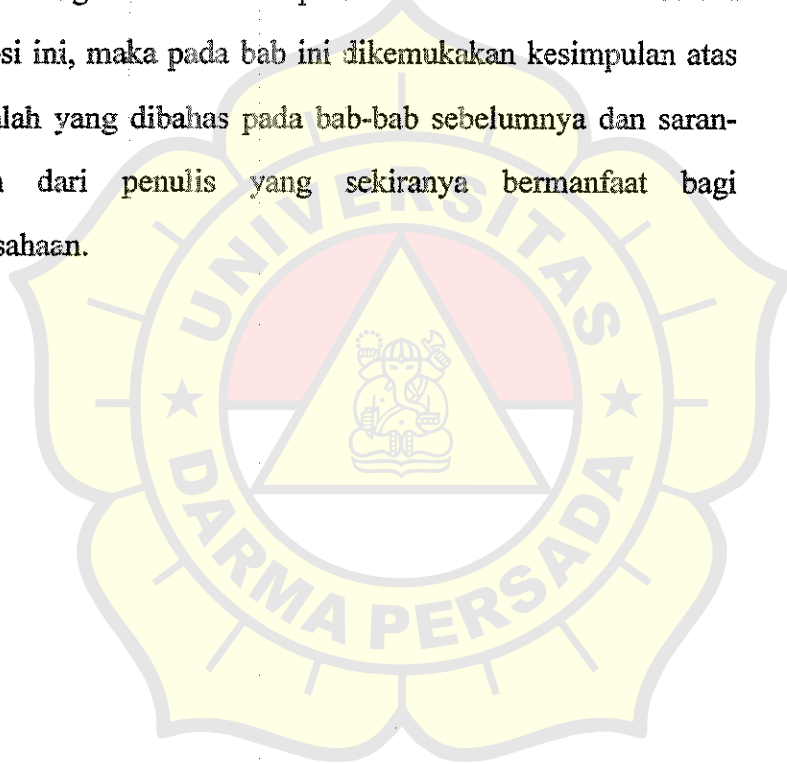 si ini, maka pada bab ini dikemukakan kesimpulan atas
lah yang dibahas pada bab-bab sebelumnya dan saran-
dari penulis yang sekiranya bermanfaat bagi
sahaan.
UNIVERSITAS
DARMA PERSADA